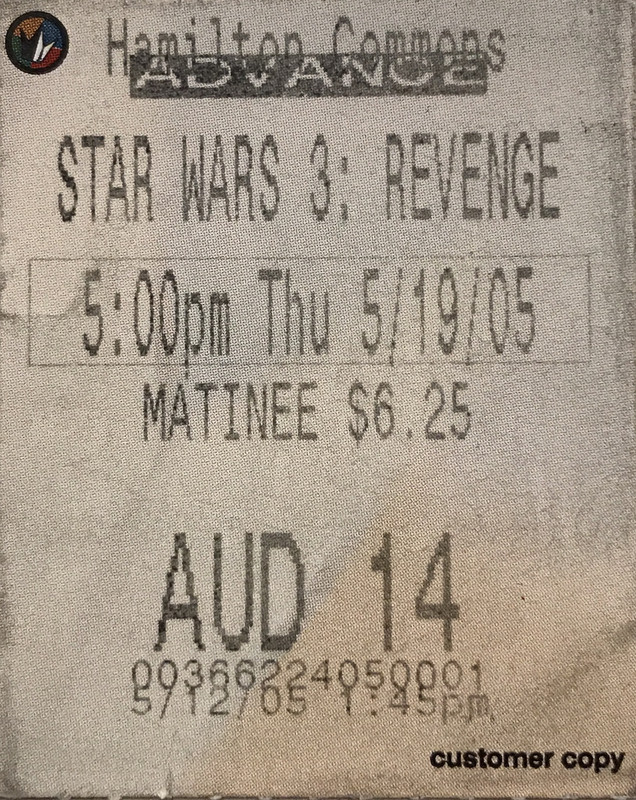 Hamilton Commons
ADVANCE
STAR WARS 3: REVENGE
5:00pm Thu 5/19/05
MATINEE $6.25
AUD 14
00366224050001
5/12/05 1:45pm
customer copy